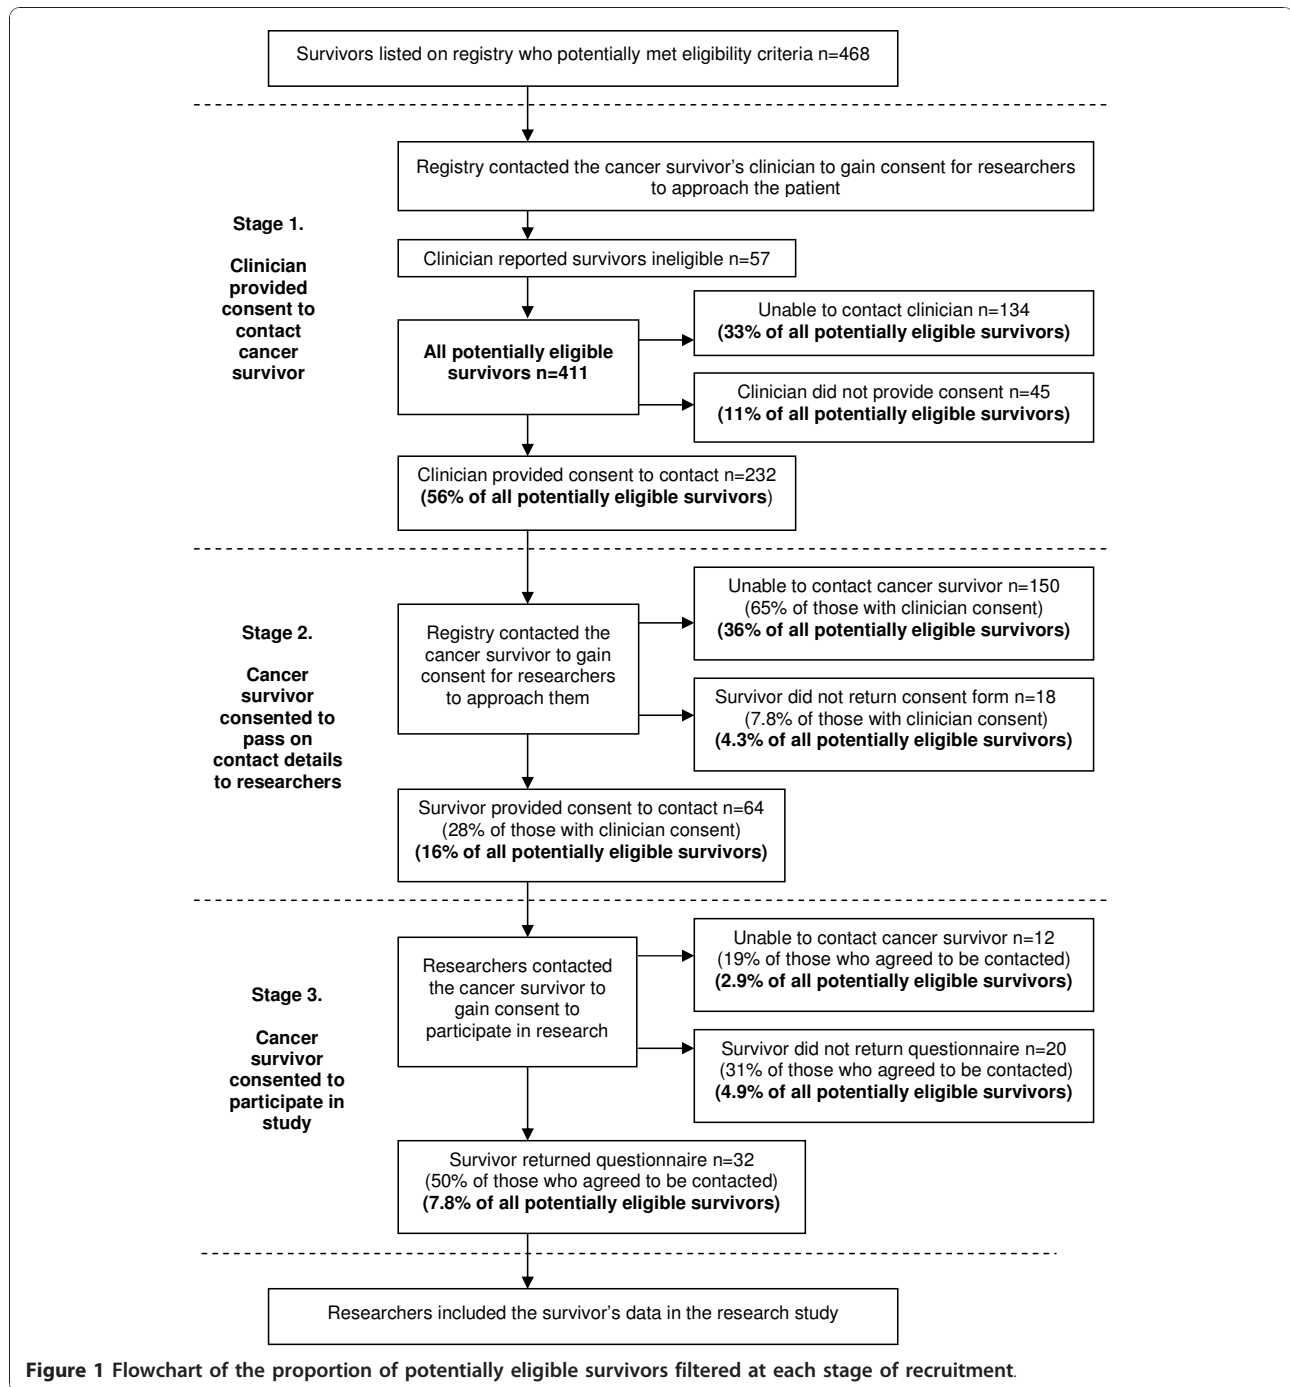 Survivors listed on registry who potentially met eligibility criteria n=468
Registry contacted the cancer survivor's clinician to gain consent for researchers
to approach the patient
Stage 1.
Clinician
provided
consent to
contact
cancer
survivor
Clinician reported survivors ineligible n=57
All potentially eligible
survivors n=411
Unable to contact clinician n=134
(33% of all potentially eligible survivors)
Clinician did not provide consent n=45
(11% of all potentially eligible survivors)
Clinician provided consent to contact n=232
(56% of all potentially eligible survivors)
Stage 2.
Cancer
survivor
consented to
pass on
contact details
to researchers
Registry contacted the
cancer survivor to gain
consent for researchers
to approach them
Unable to contact cancer survivor n=150
(65% of those with clinician consent)
(36% of all potentially eligible survivors)
Survivor did not return consent form n=18
(7.8% of those with clinician consent)
(4.3% of all potentially eligible survivors)
Survivor provided consent to contact n=64
(28% of those with clinician consent)
(16% of all potentially eligible survivors)
Stage 3.
Cancer
survivor
consented to
participate in
study
Researchers contacted
the cancer survivor to
gain consent to
participate in research
Unable to contact cancer survivor n=12
(19% of those who agreed to be contacted)
(2.9% of all potentially eligible survivors)
Survivor did not return questionnaire n=20
(31% of those who agreed to be contacted)
(4.9% of all potentially eligible survivors)
Survivor returned questionnaire n=32
(50% of those who agreed to be contacted)
(7.8% of all potentially eligible survivors)
Researchers included the survivor's data in the research study
Figure 1 Flowchart of the proportion of potentially eligible survivors filtered at each stage of recruitment.